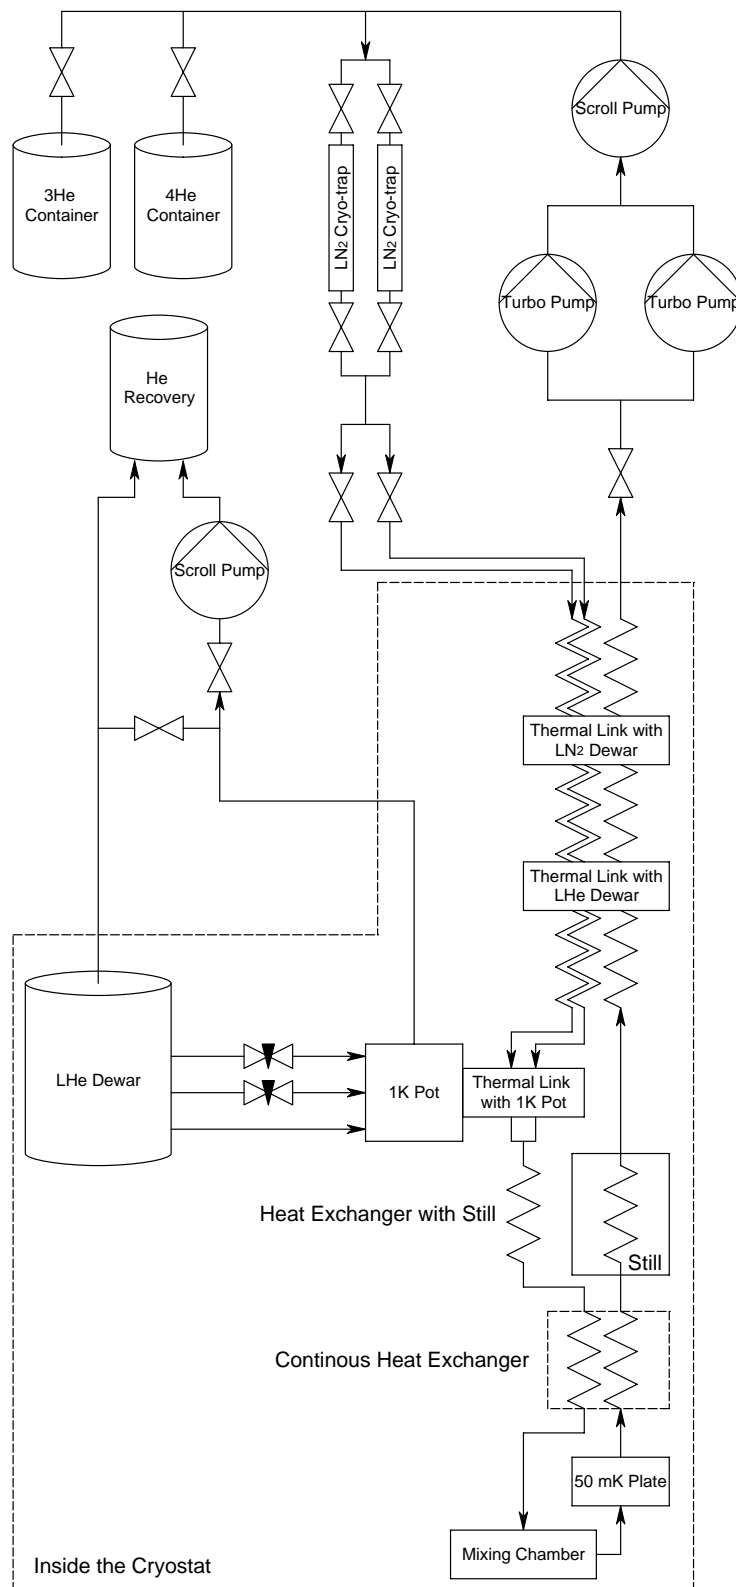 Scroll Pump
3He
Container
4He
Container
LN2 Cryo-trap
LN2 Cryo-trap
Turbo Pump
Turbo Pump
He
Recovery
Scroll Pump
Thermal Link with
LN2 Dewar
Thermal Link with
LHe Dewar
LHe Dewar
1K Pot
Thermal Link
with 1K Pot
Heat Exchanger with Still
Still
Continous Heat Exchanger
50 mK Plate
Mixing Chamber
Inside the Cryostat